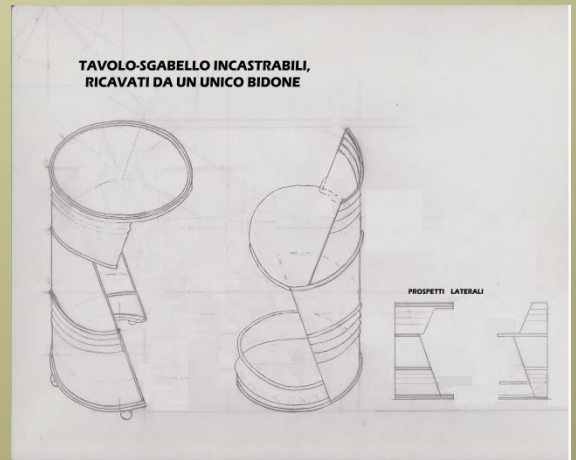 TAVOLO-SGABELLO INCASTRABILI,
RICAVATI DA UN UNICO BIDONE
PROSPETTI LATERALI